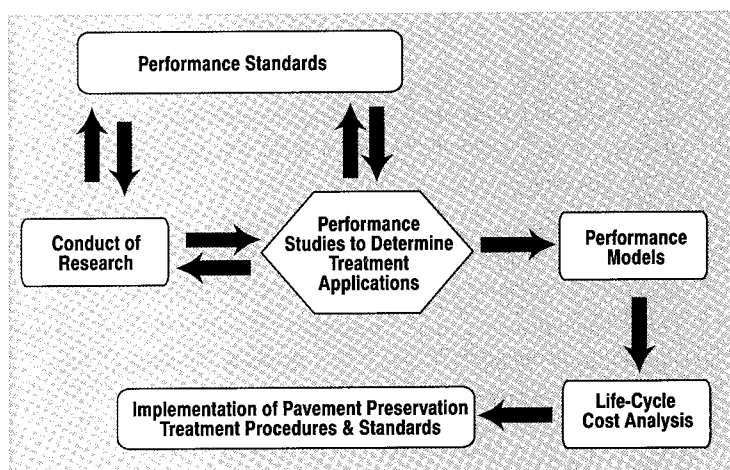 Performance Standards
Conduct of
Research
Performance
Studies to Determine
Treatment
Applications
Performance
Models
Life-Cycle
Cost Analysis
Implementation of Pavement Preservation
Treatment Procedures & Standards